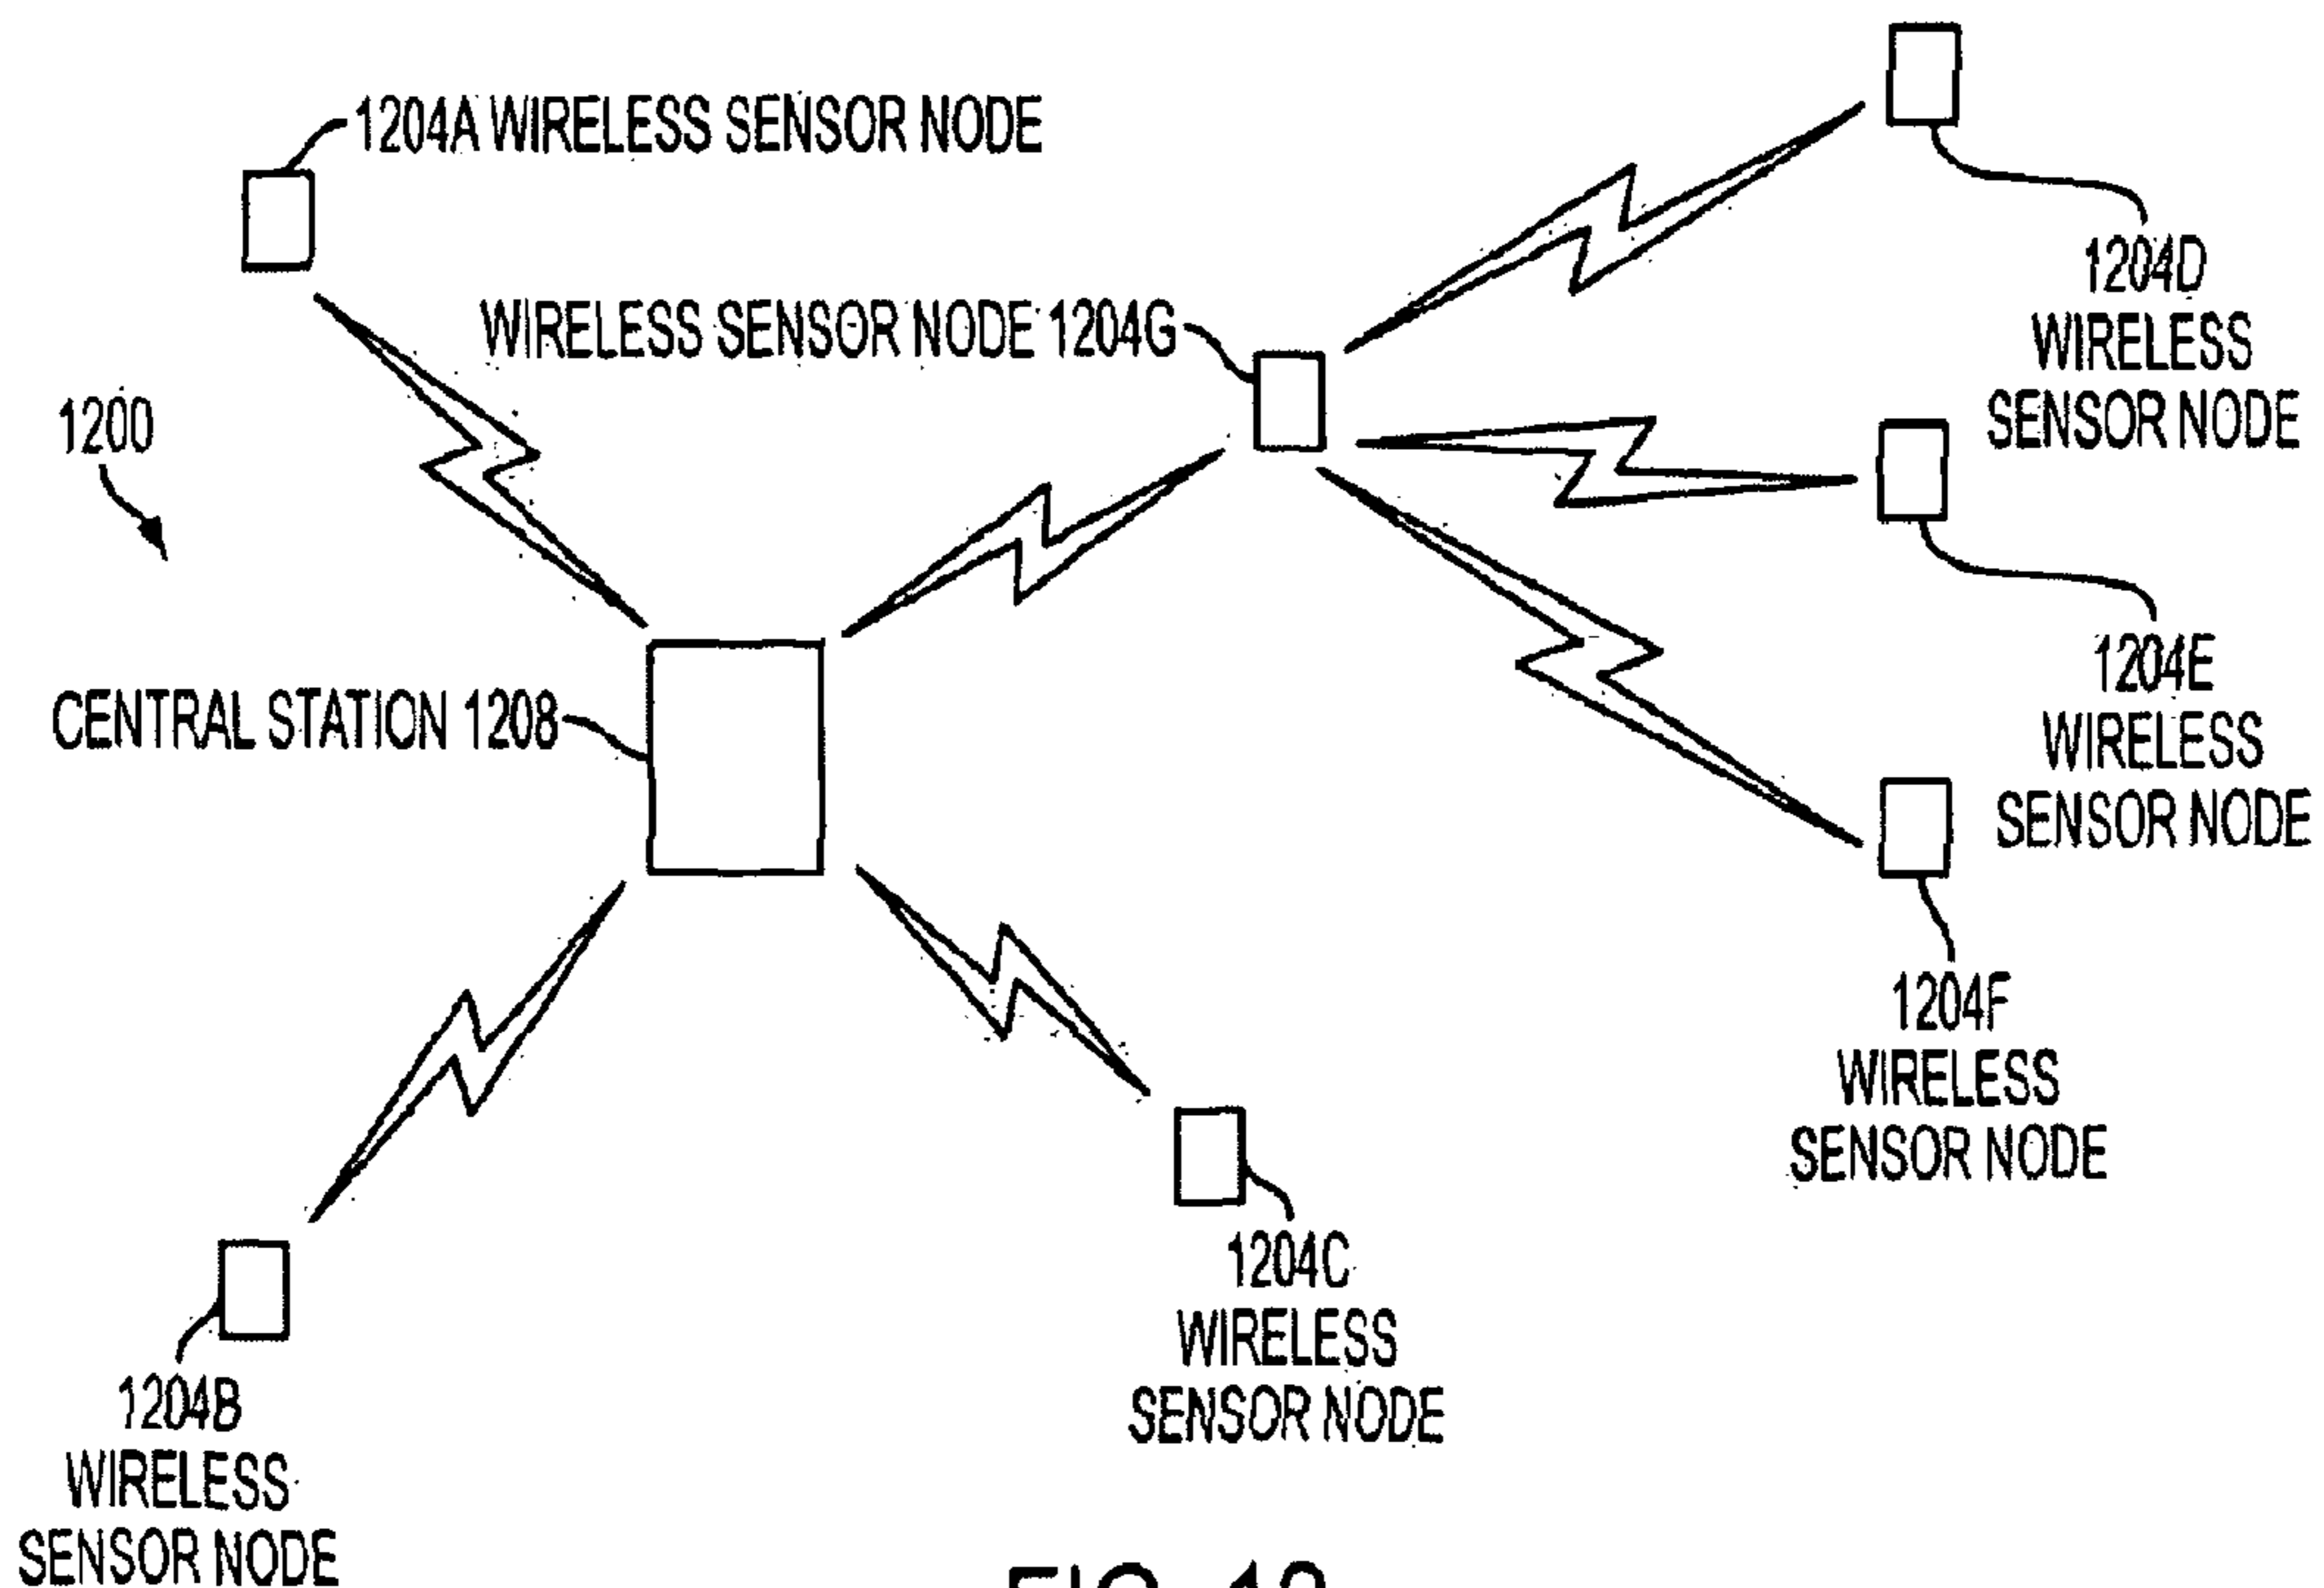 1204A WIRELESS SENSOR NODE
WIRELESS SENSOR NODE 1204G
1204D
WIRELESS
SENSOR NODE
1200
1204E
WIRELESS
SENSOR NODE
CENTRAL STATION 1208
1204F
WIRELESS
SENSOR NODE
1204C
WIRELESS
SENSOR NODE
1204B
WIRELESS
SENSOR NODE